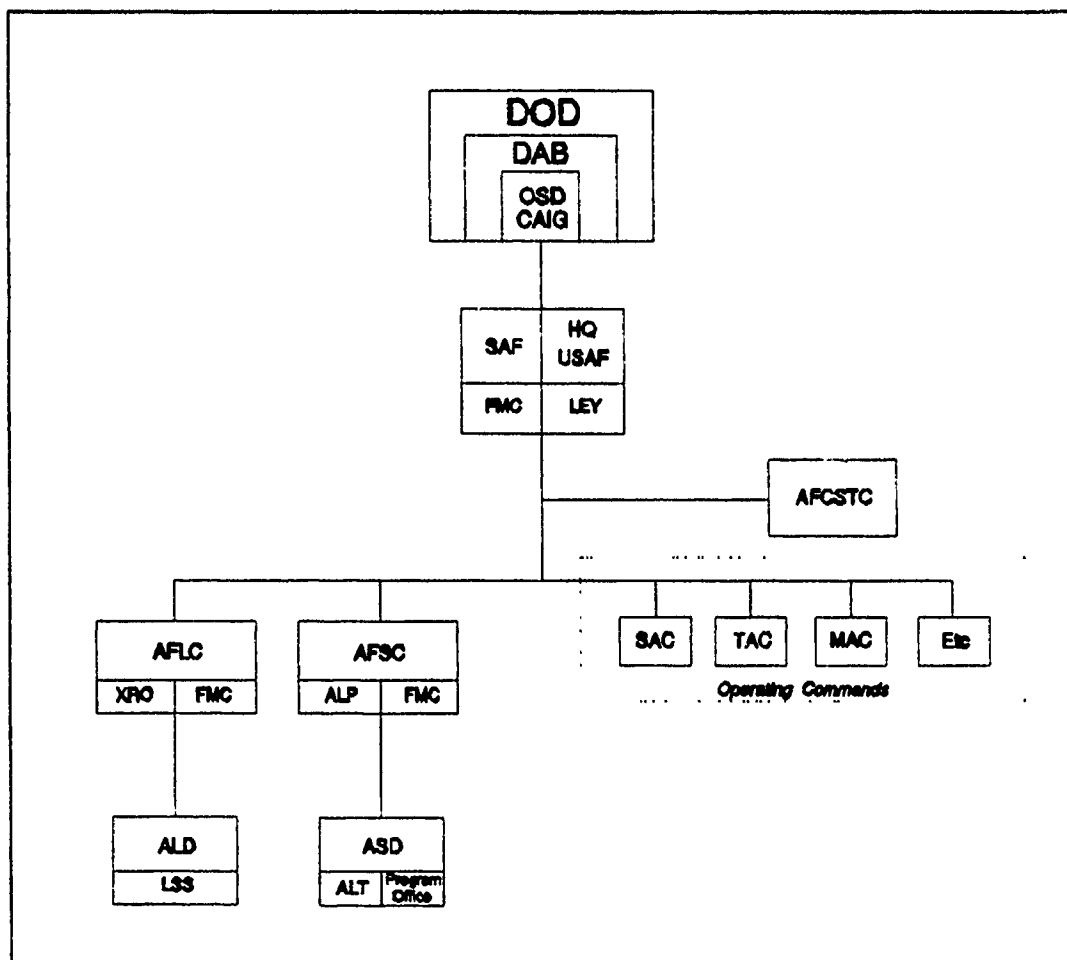 DOD
DAB
OSD
CAIG
SAF
HQ
USAF
FMC
LEY
AFCSTC
AFLC
XRO
FMC
AFSC
ALP
FMC
SAC
TAC
MAC
Etc
Operating Commands
ALD
LSS
ASD
ALT
Program
Office